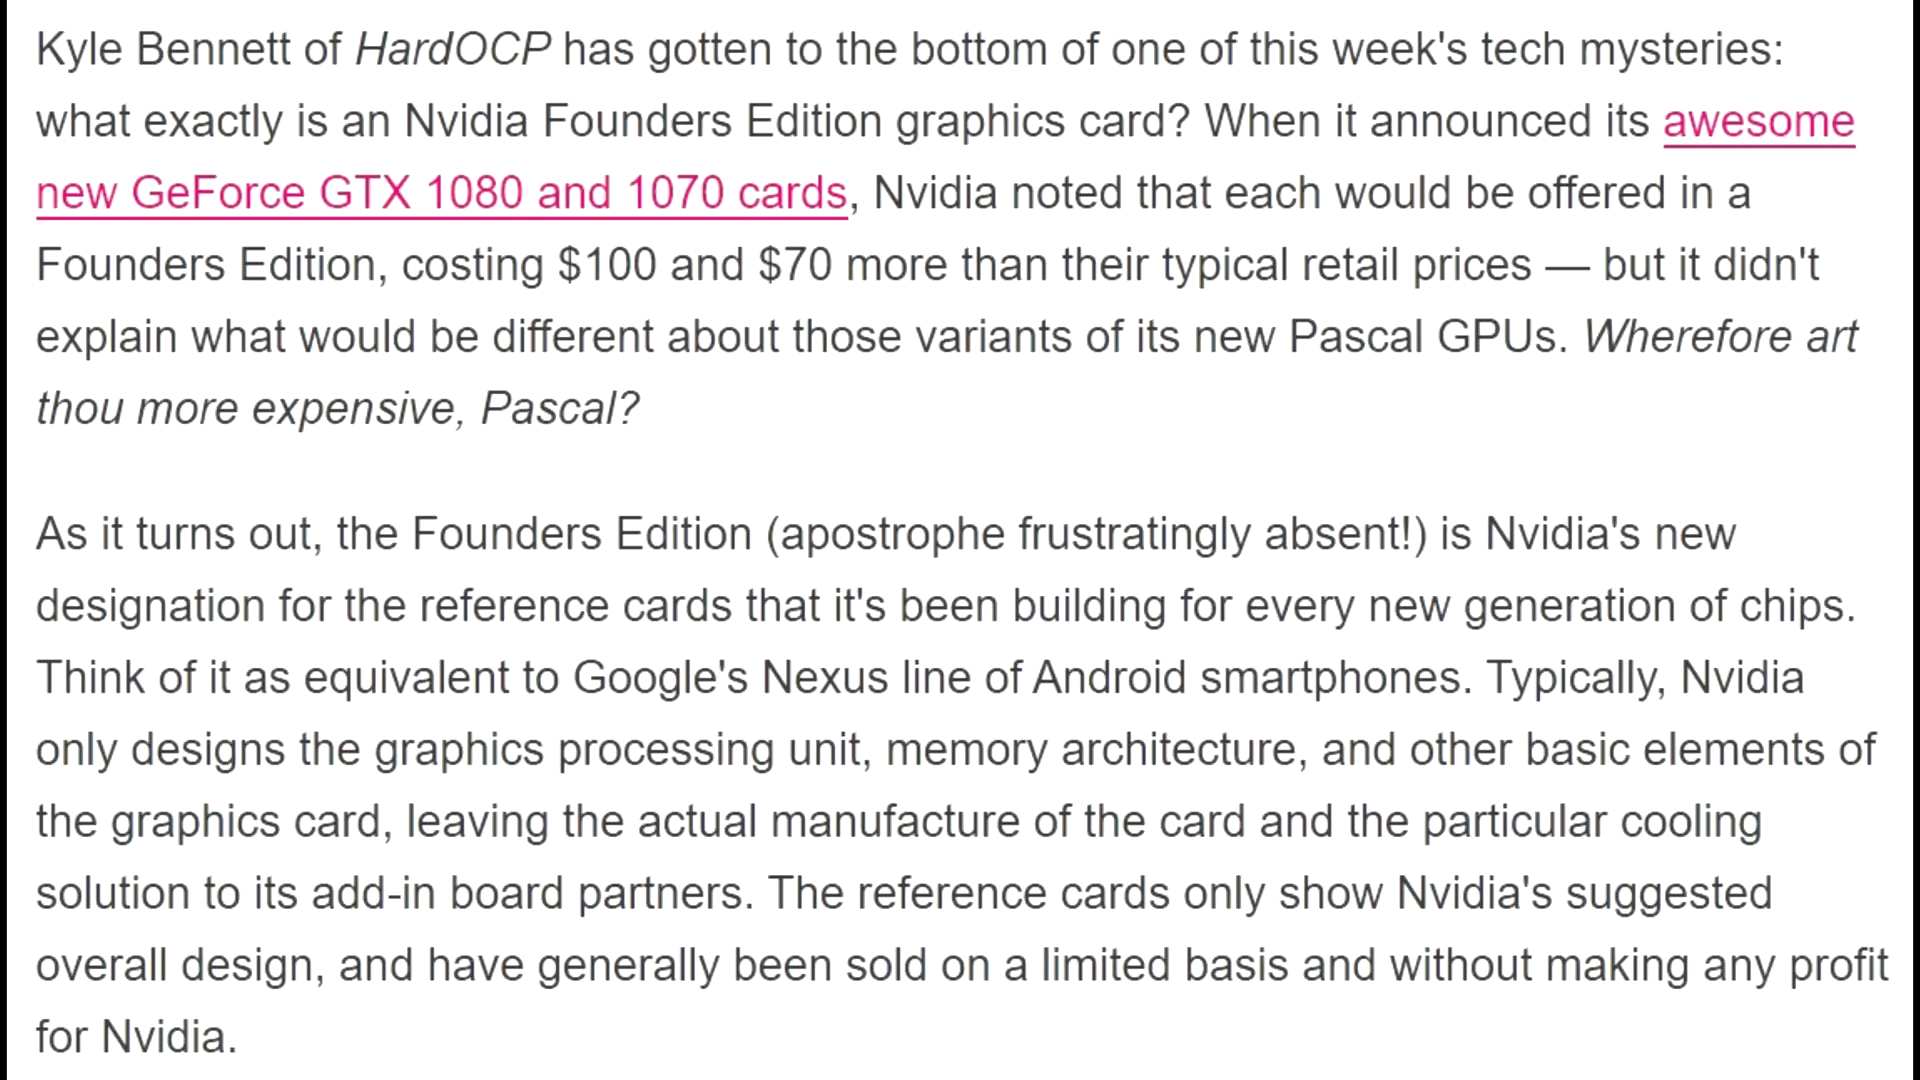 Kyle Bennett of HardOCP has gotten to the bottom of one of this week's tech mysteries:
what exactly is an Nvidia Founders Edition graphics card? When it announced its awesome
new GeForce GTX 1080 and 1070 cards, Nvidia noted that each would be offered in a
Founders Edition, costing $100 and $70 more than their typical retail prices — but it didn't
explain what would be different about those variants of its new Pascal GPUs. Wherefore art
thou more expensive, Pascal?
As it turns out, the Founders Edition (apostrophe frustratingly absent!) is Nvidia's new
designation for the reference cards that it's been building for every new generation of chips.
Think of it as equivalent to Google's Nexus line of Android smartphones. Typically, Nvidia
only designs the graphics processing unit, memory architecture, and other basic elements of
the graphics card, leaving the actual manufacture of the card and the particular cooling
solution to its add-in board partners. The reference cards only show Nvidia's suggested
overall design, and have generally been sold on a limited basis and without making any profit
for Nvidia.